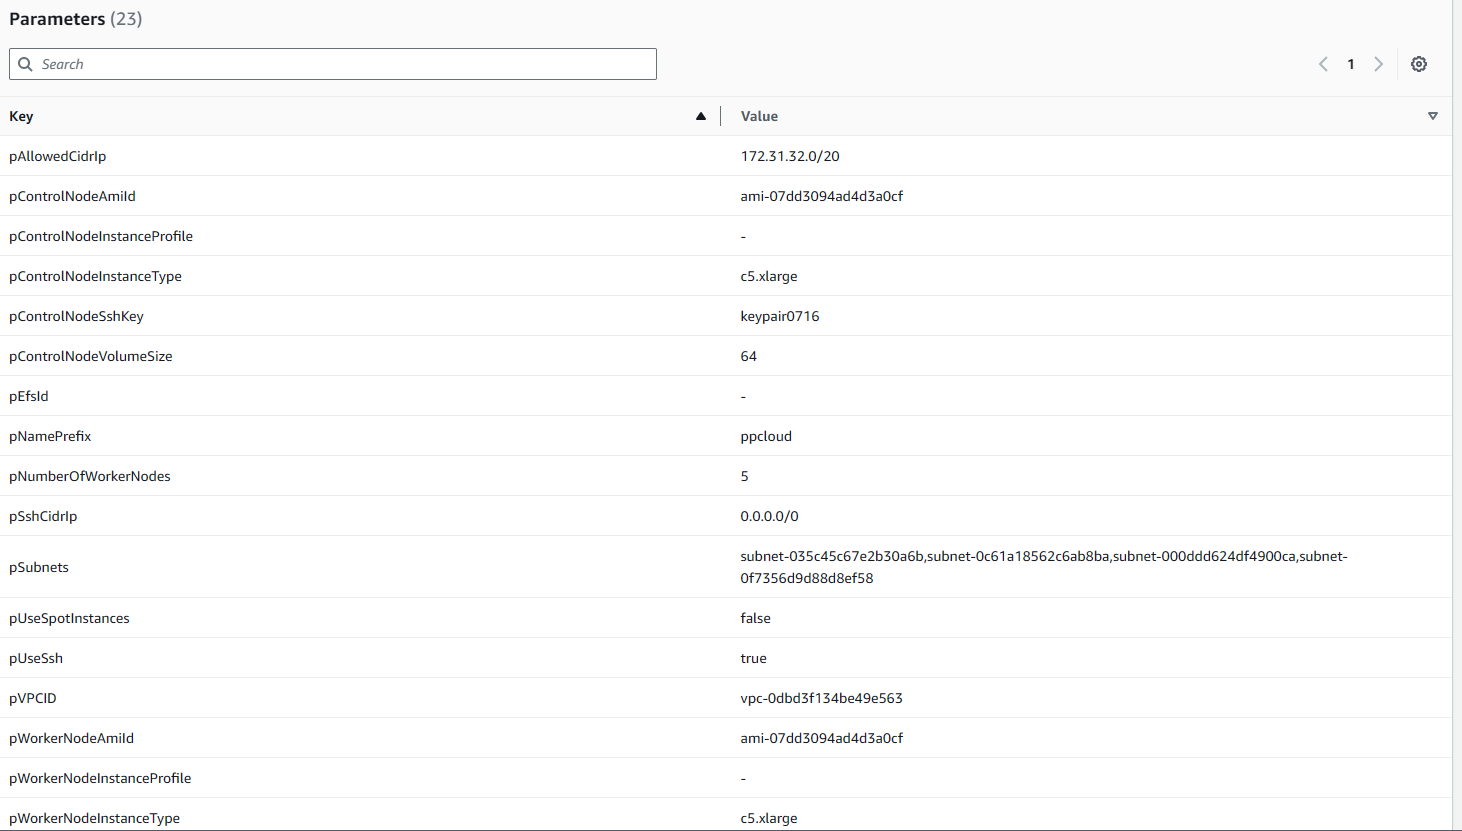 Parameters (23)
Search
1
Key
Value
pAllowedCidrIp
172.31.32.0/20
pControlNodeAmiId
ami-07dd3094ad4d3a0cf
pControlNodeInstanceProfile
-
pControlNodeInstanceType
c5.xlarge
pControlNodeSshKey
keypair0716
pControlNodeVolumeSize
64
pEfsId
-
pNamePrefix
ppcloud
pNumberOfWorkerNodes
5
pSshCidrIp
0.0.0.0/0
pSubnets
subnet-035c45c67e2b30a6b,subnet-0c61a18562c6ab8ba,subnet-000ddd624df4900ca,subnet-
0f7356d9d88d8ef58
pUseSpotInstances
false
pUseSsh
true
pVPCID
vpc-0dbd3f134be49e563
pWorkerNodeAmiId
ami-07dd3094ad4d3a0cf
pWorkerNodeInstanceProfile
-
pWorkerNodeInstanceType
c5.xlarge